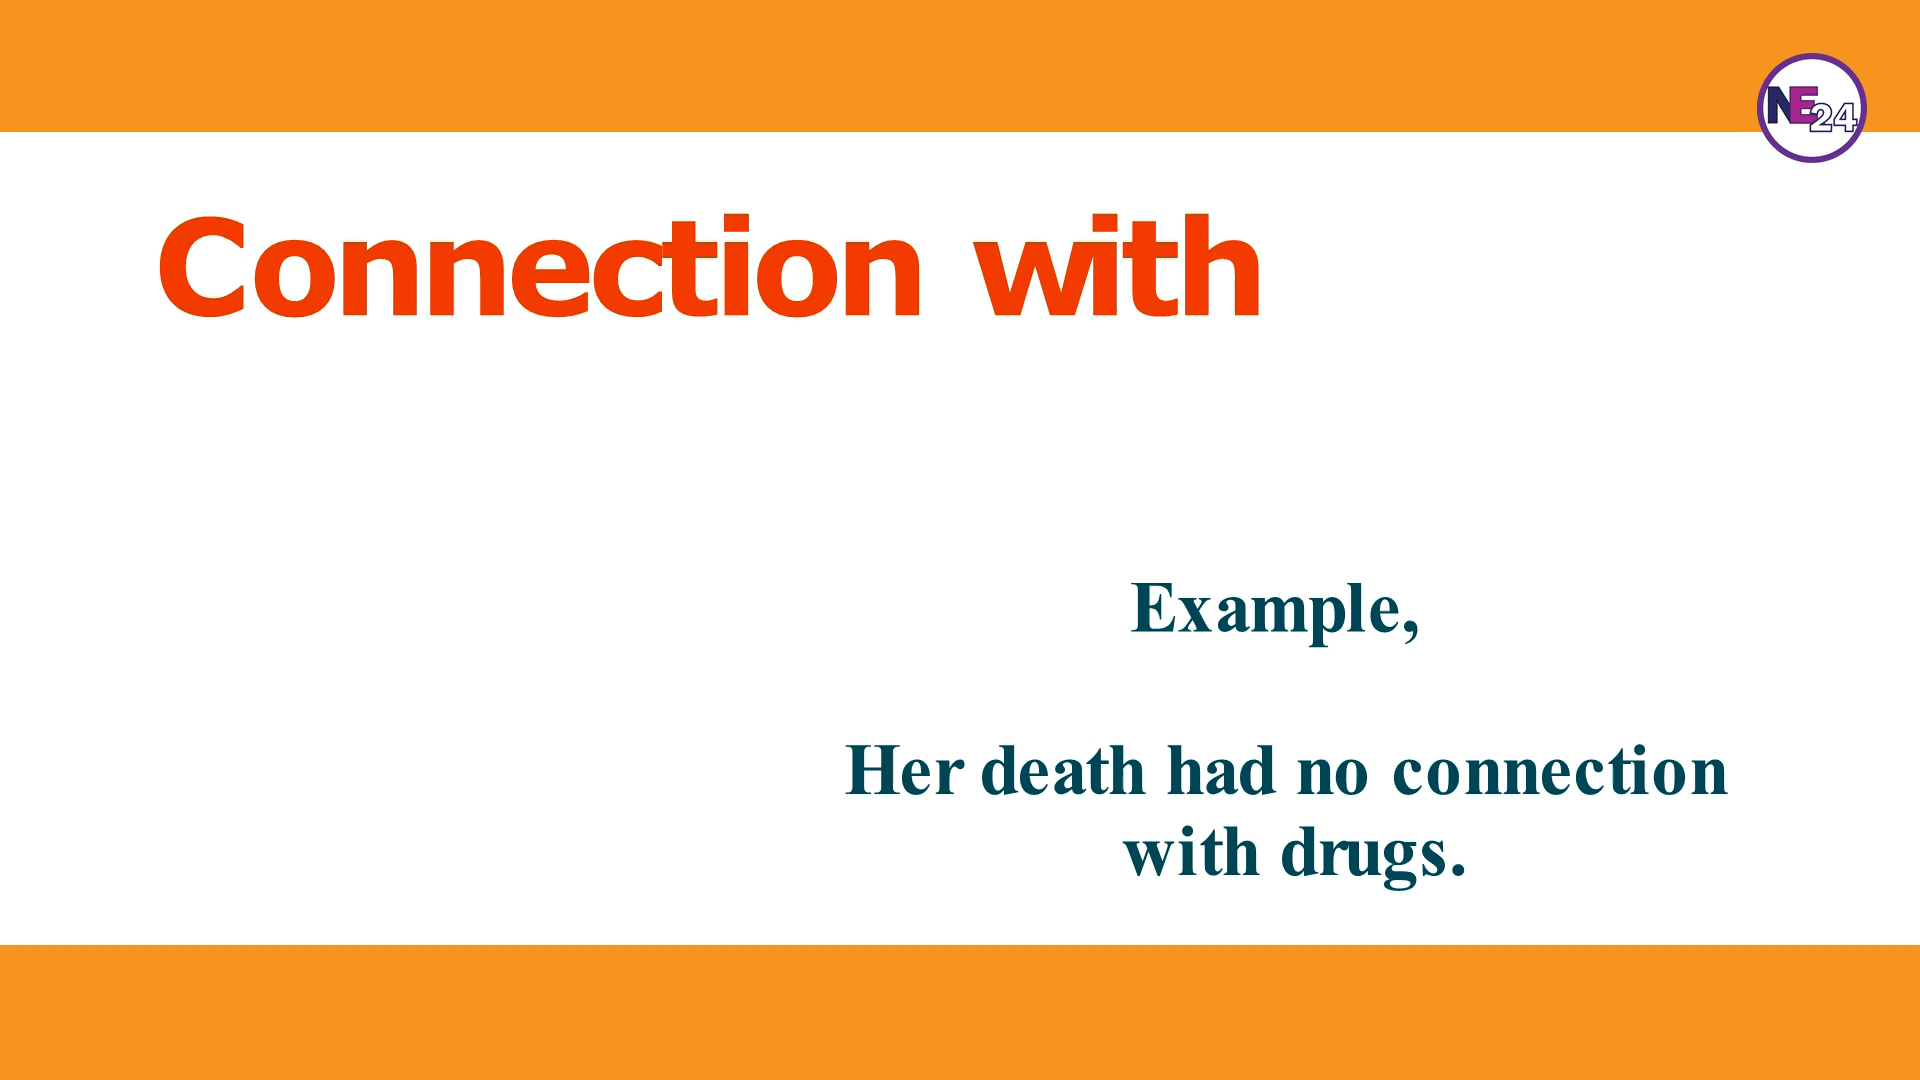 NE24
Connection with
Example,
Her death had no connection
with drugs.